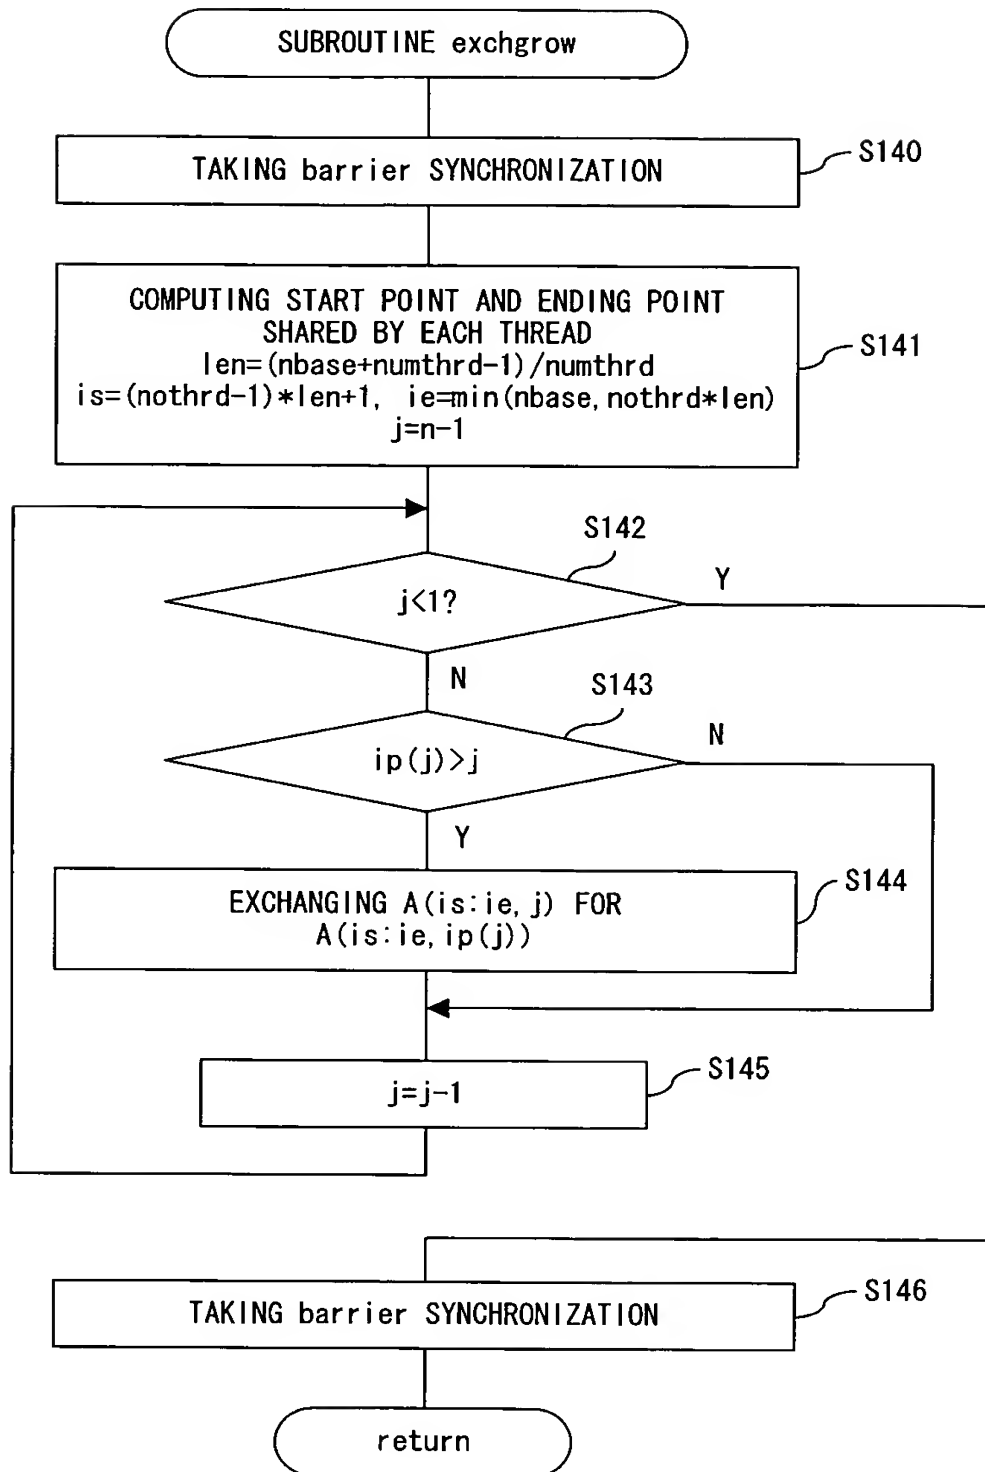 SUBROUTINE exchgrow
TAKING barrier SYNCHRONIZATION
S140
COMPUTING START POINT AND ENDING POINT
SHARED BY EACH THREAD
len=(nbase+numthrd-1)/numthrd
is=(nothrd-1)*len+1, ie=min(nbase,nothrd*len)
j=n-1
S141
S142
j<1?
Y
N
S143
ip(j)>j
N
Y
EXCHANGING A(is:ie,j) FOR
A(is:ie,ip(j))
S144
j=j-1
S145
TAKING barrier SYNCHRONIZATION
S146
return